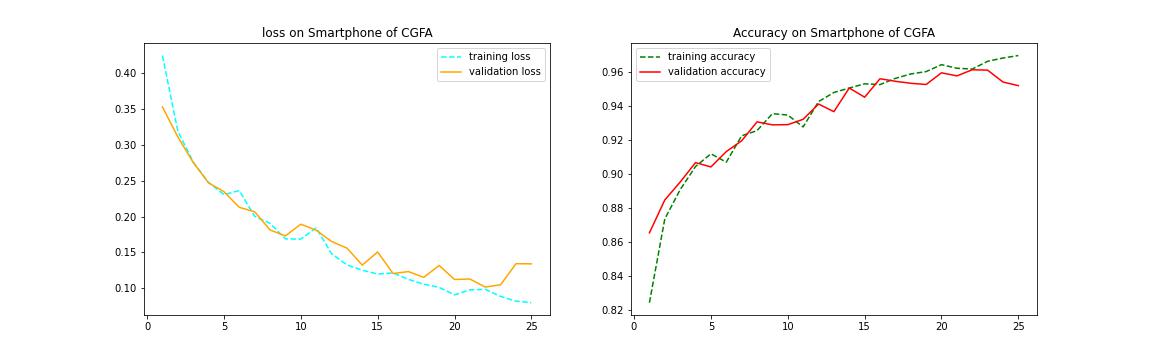 loss on Smartphone of CGFA
training loss
validation loss
0.40
0.35
0.30
0.25
0.20
0.15
0.10
0 5 10 15 20 25
Accuracy on Smartphone of CGFA
training accuracy
validation accuracy
0.96
0.94
0.92
0.90
0.88
0.86
0.84
0.82
0 5 10 15 20 25